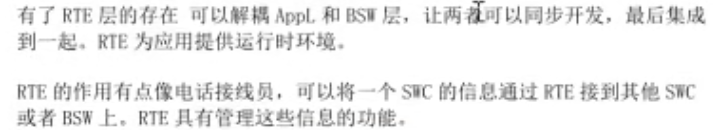 有了 RTE 层的存在 可以解耦 AppL 和 BSW 层，让两者可以同步开发，最后集成
到一起。RTE 为应用提供运行时环境。
RTE 的作用有点像电话接线员，可以将一个 SWC 的信息通过 RTE 接到其他 SWC
或者 BSW 上。RTE 具有管理这些信息的功能。